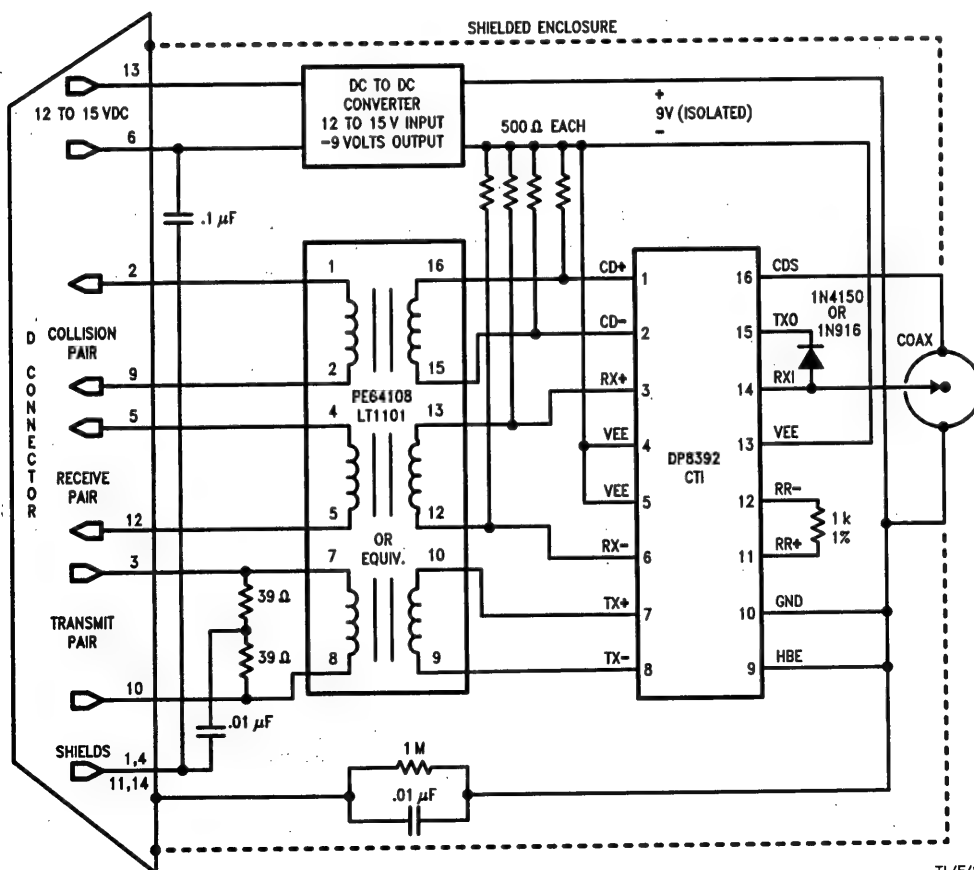 SHIELDED ENCLOSURE
13
12 TO 15 VDC
6
DC TO DC
CONVERTER
12 TO 15 V INPUT
-9 VOLTS OUTPUT
+
9V (ISOLATED)
-
500 Ω EACH
.1 μF
2
COLLISION
PAIR
9
5
RECEIVE
PAIR
12
3
TRANSMIT
PAIR
10
SHIELDS
1,4
11,14
D CONNECTOR
39 Ω
39 Ω
.01 μF
1
16
2
15
PE64108
LT1101
4
13
5
12
OR
EQUIV.
7
10
8
9
CD+
CD-
RX+
VEE
VEE
RX-
TX+
TX-
1
2
3
4
5
6
7
8
DP8392
CTI
16
15
14
13
12
11
10
9
CDS
TXO
RXI
VEE
RR-
RR+
GND
HBE
1N4150
OR
1N916
COAX
1 k
1%
1 M
.01 μF